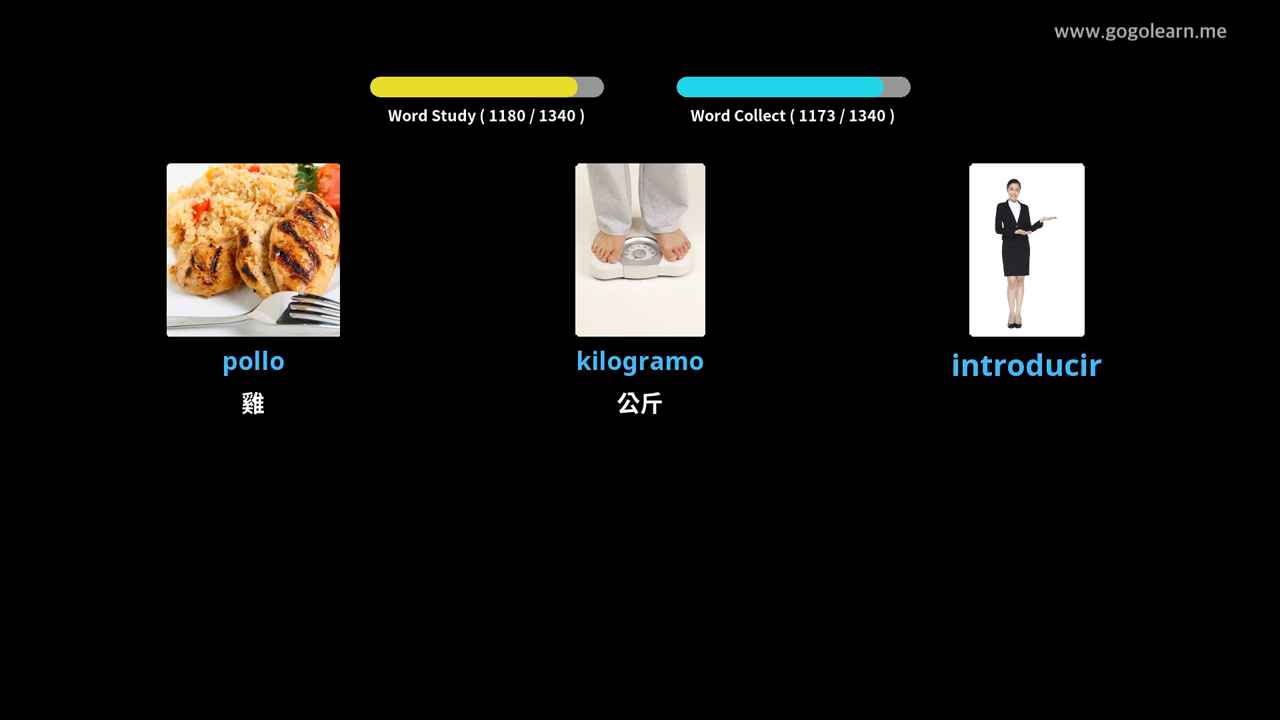 www.gogolearn.me
Word Study ( 1180 / 1340 )
Word Collect ( 1173 / 1340 )
pollo
kilogramo
introducir
雞
公斤